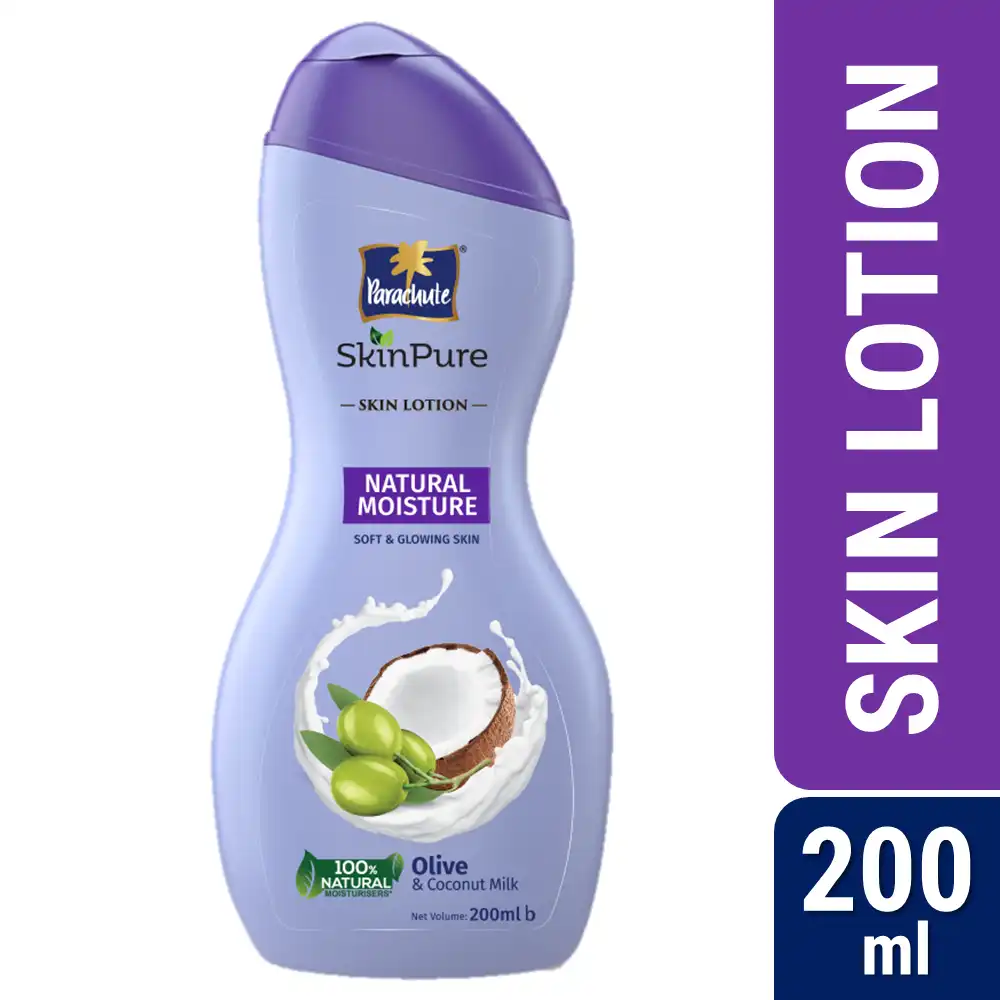 Parachute®
SkinPure
SKIN LOTION
NATURAL
MOISTURE
SOFT & GLOWING SKIN
100%
NATURAL
MOISTURISERS*
Olive
& Coconut Milk
Net Volume: 200ml b
SKIN LOTION
200
ml